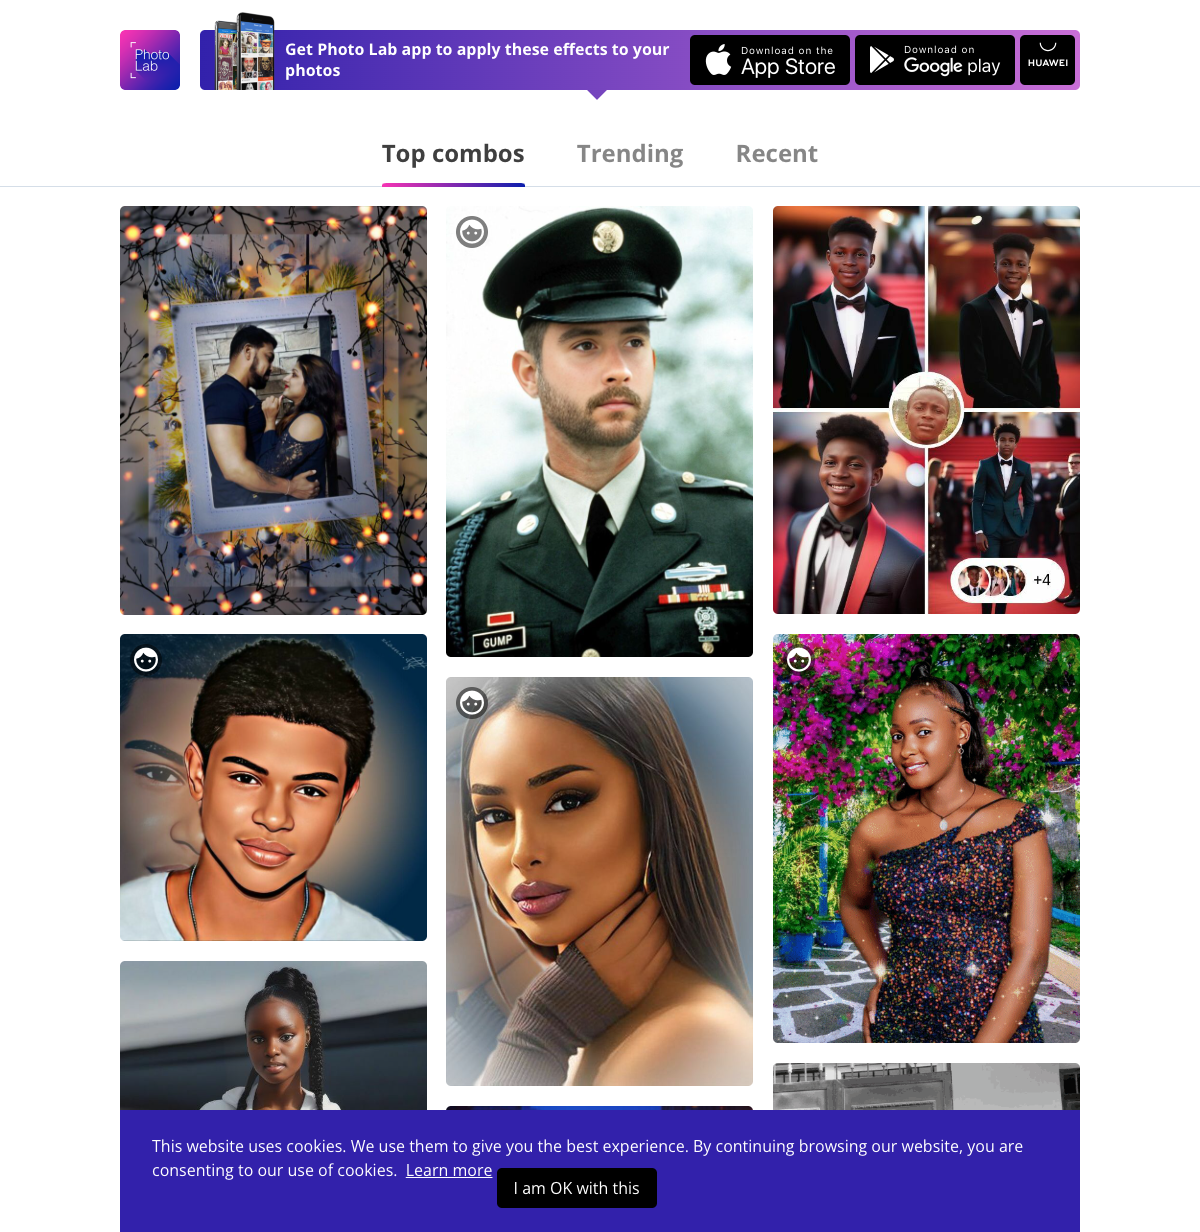 Photo
Lab
Get Photo Lab app to apply these effects to your
photos
Download on the
App Store
Download on
Google play
HUAWEI
Top combos
Trending
Recent
GUMP
+4
This website uses cookies. We use them to give you the best experience. By continuing browsing our website, you are
consenting to our use of cookies. Learn more
I am OK with this